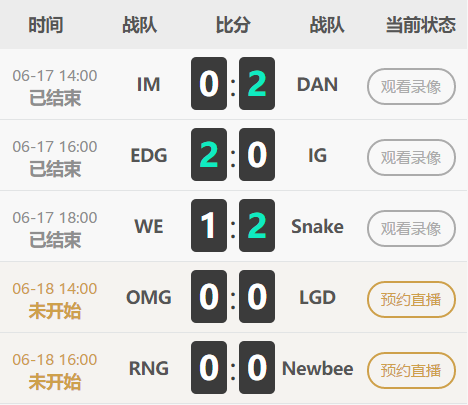 时间 战队 比分 战队 当前状态
06-17 14:00
已结束
IM 0 : 2 DAN 观看录像
06-17 16:00
已结束
EDG 2 : 0 IG 观看录像
06-17 18:00
已结束
WE 1 : 2 Snake 观看录像
06-18 14:00
未开始
OMG 0 : 0 LGD 预约直播
06-18 16:00
未开始
RNG 0 : 0 Newbee 预约直播